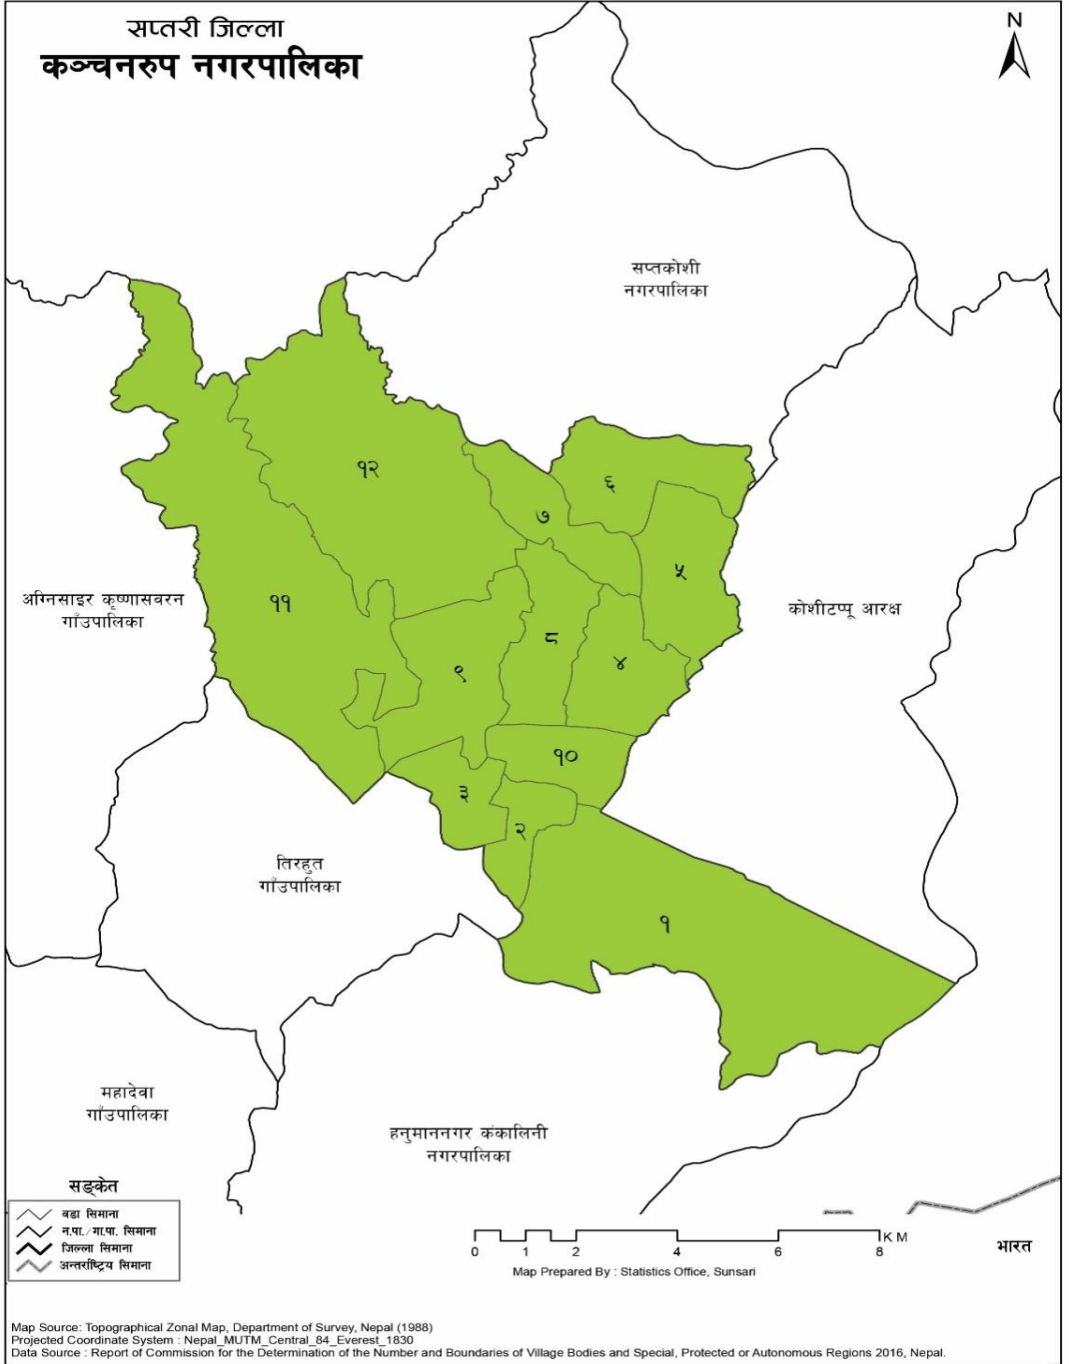 सप्तरी जिल्ला
कञ्चनरुप नगरपालिका
N
सप्तकोशी
नगरपालिका
१२
६
७
५
अग्निसाइर कृष्णासवरन
गाँउपालिका
११
कोशीटप्पू आरक्ष
८
९
४
१०
३
२
तिरहुत
गाँउपालिका
१
महादेवा
गाँउपालिका
हनुमाननगर कंकालिनी
नगरपालिका
सङ्केत
वडा सिमाना
न.पा./गा.पा. सिमाना
जिल्ला सिमाना
अन्तर्राष्ट्रिय सिमाना
KM
0 1 2 4 6 8
भारत
Map Prepared By : Statistics Office, Sunsari
Map Source: Topographical Zonal Map, Department of Survey, Nepal (1988)
Projected Coordinate System : Nepal_MUTM_Central_84_Everest_1830
Data Source : Report of Commission for the Determination of the Number and Boundaries of Village Bodies and Special, Protected or Autonomous Regions 2016, Nepal.